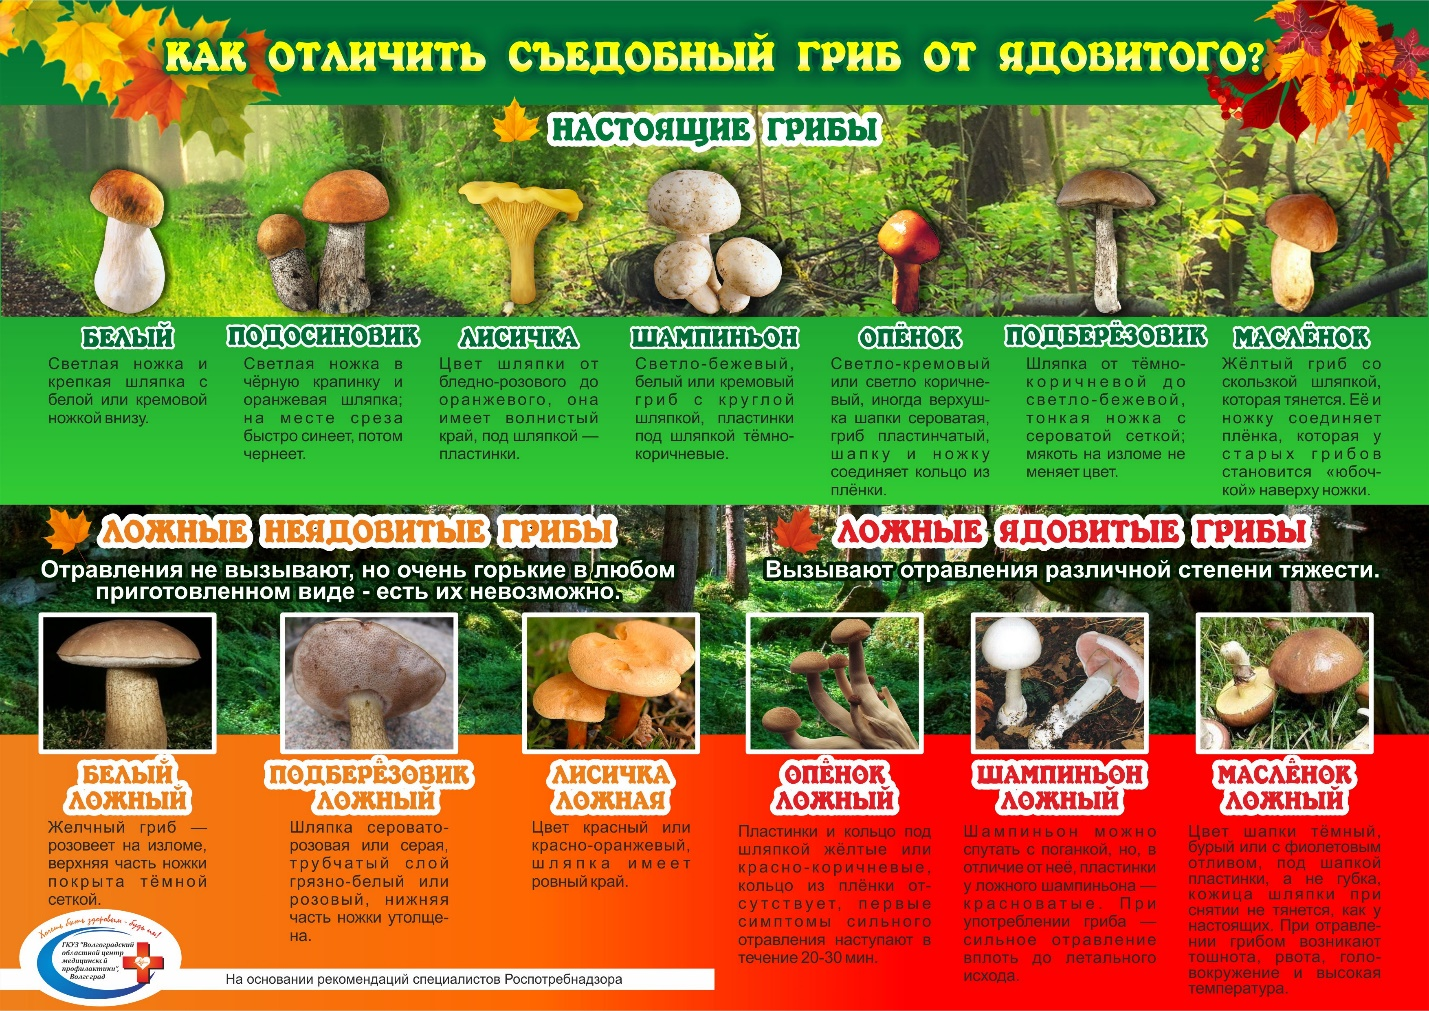 КАК ОТЛИЧИТЬ СЪЕДОБНЫЙ ГРИБ ОТ ЯДОВИТОГО?
НАСТОЯЩИЕ ГРИБЫ
БЕЛЫЙ
Светлая ножка и
крепкая шляпка с
белой или кремовой
ножкой внизу.
ПОДОСИНОВИК
Светлая ножка в
чёрную крапинку и
оранжевая шляпка;
на месте среза
быстро синеет, потом
чернеет.
ЛИСИЧКА
Цвет шляпки от
бледно-розового до
оранжевого, она
имеет волнистый
край, под шляпкой —
пластинки.
ШАМПИНЬОН
Светло-бежевый,
белый или кремовый
гриб с круглой
шляпкой, пластинки
под шляпкой тёмно-
коричневые.
ОПЁНОК
Светло-кремовый
или светло коричне-
вый, иногда верхуш-
ка шапки сероватая,
гриб пластинчатый,
шапку и ножку
соединяет кольцо из
плёнки.
ПОДБЕРЁЗОВИК
Шляпка от тёмно-
коричневой до
светло-бежевой,
тонкая ножка с
сероватой сеткой;
мякоть на изломе не
меняет цвет.
МАСЛЁНОК
Жёлтый гриб со
скользкой шляпкой,
которая тянется. Её и
ножку соединяет
плёнка, которая у
старых грибов
становится «юбоч-
кой» наверху ножки.
ЛОЖНЫЕ НЕЯДОВИТЫЕ ГРИБЫ
Отравления не вызывают, но очень горькие в любом
приготовленном виде - есть их невозможно.
БЕЛЫЙ
ЛОЖНЫЙ
Желчный гриб —
розовеет на изломе,
верхняя часть ножки
покрыта тёмной
сеткой.
ПОДБЕРЁЗОВИК
ЛОЖНЫЙ
Шляпка серовато-
розовая или серая,
трубчатый слой
грязно-белый или
розовый, нижняя
часть ножки утолще-
на.
ЛИСИЧКА
ЛОЖНАЯ
Цвет красный или
красно-оранжевый,
шляпка имеет
ровный край.
ЛОЖНЫЕ ЯДОВИТЫЕ ГРИБЫ
Вызывают отравления различной степени тяжести.
ОПЁНОК
ЛОЖНЫЙ
Пластинки и кольцо под
шляпкой жёлтые или
красно-коричневые,
кольцо из плёнки от-
сутствует, первые
симптомы сильного
отравления наступают в
течение 20-30 мин.
ШАМПИНЬОН
ЛОЖНЫЙ
Шампиньон можно
спутать с поганкой, но, в
отличие от неё, пластинки
у ложного шампиньона —
красноватые. При
употреблении гриба —
сильное отравление
вплоть до летального
исхода.
МАСЛЁНОК
ЛОЖНЫЙ
Цвет шапки тёмный,
бурый или с фиолетовым
отливом, под шапкой
пластинки, а не губка,
кожица шляпки при
снятии не тянется, как у
настоящих. При отравле-
нии грибом возникают
тошнота, рвота, голо-
вокружение и высокая
температура.
Хочешь быть здоровым - будь им!
ГКУЗ "Волгоградский
областной центр
медицинской
профилактики",
Волгоград
На основании рекомендаций специалистов Роспотребнадзора